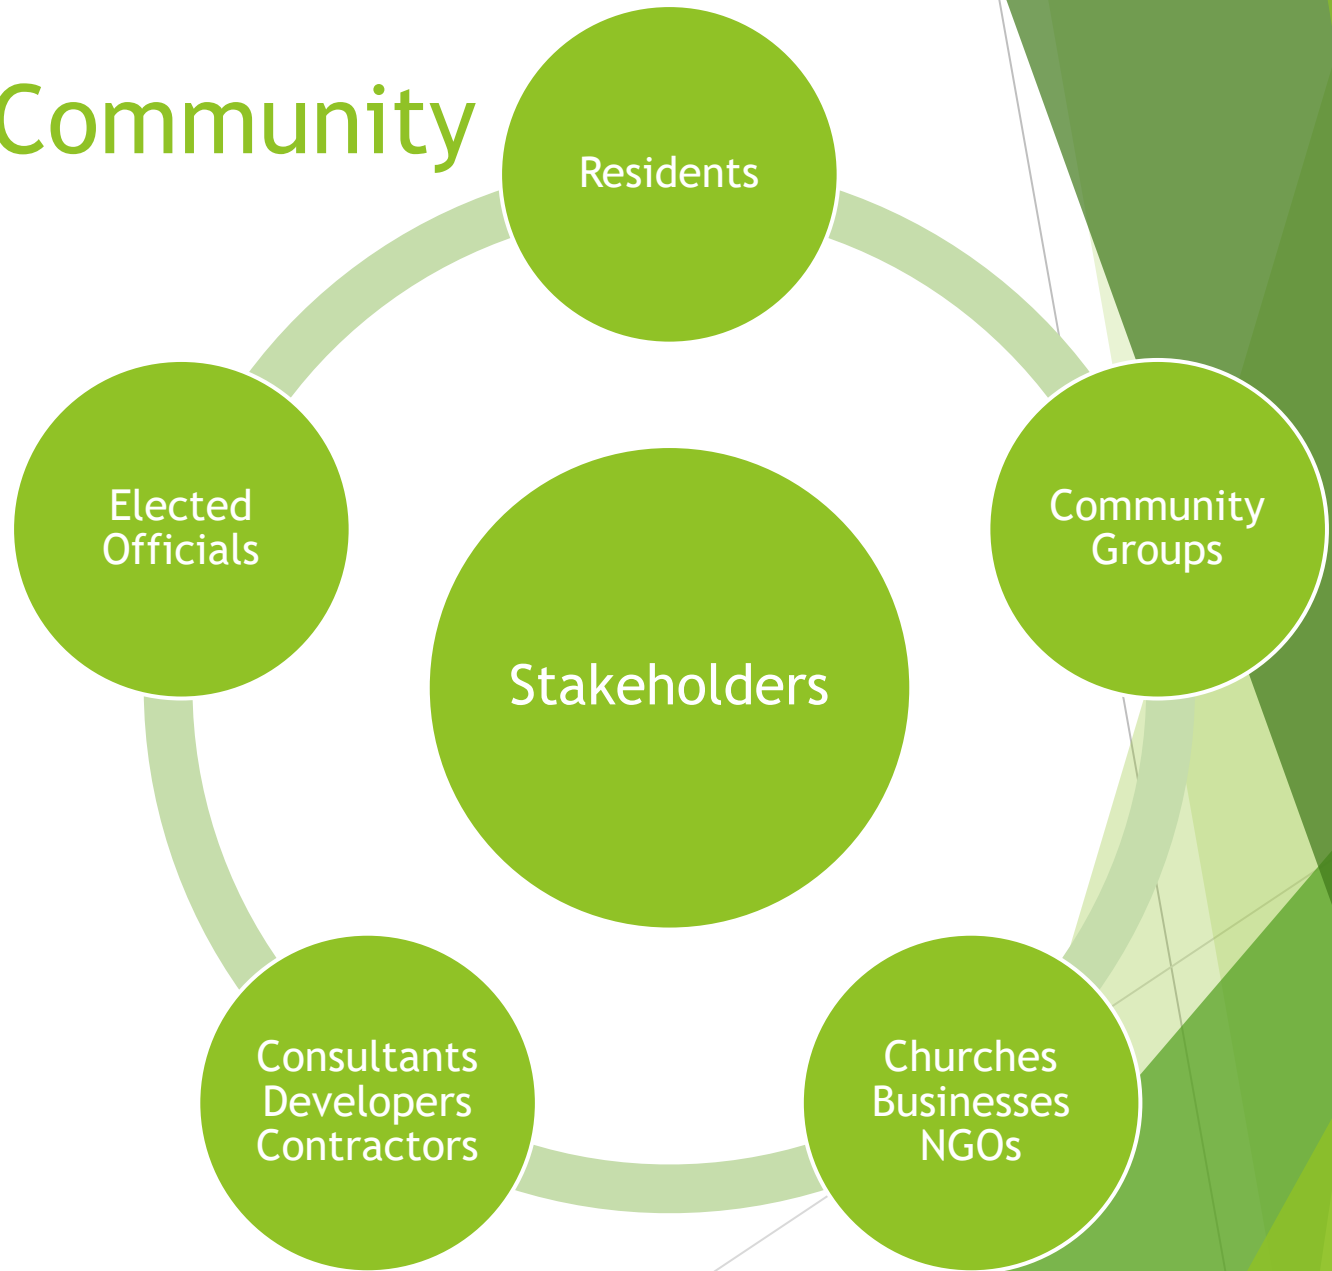 Community
Residents
Elected
Officials
Community
Groups
Stakeholders
Consultants
Developers
Contractors
Churches
Businesses
NGOs